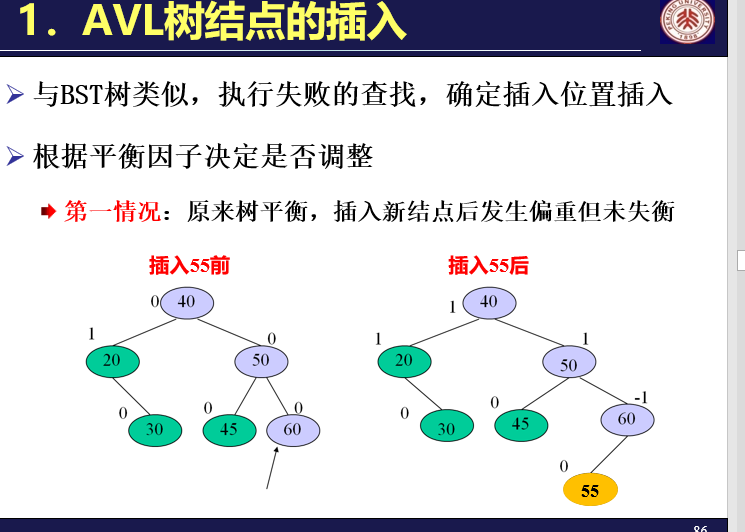 1. AVL树结点的插入
PEKING UNIVERSITY
1898
与BST树类似，执行失败的查找，确定插入位置插入
根据平衡因子决定是否调整
第一情况：原来树平衡，插入新结点后发生偏重但未失衡
插入55前
插入55后
0 40
1 40
1 0
1 1
20 50
20 50
0 0 0
0 0 -1
30 45 60
30 45 60
0
55
86